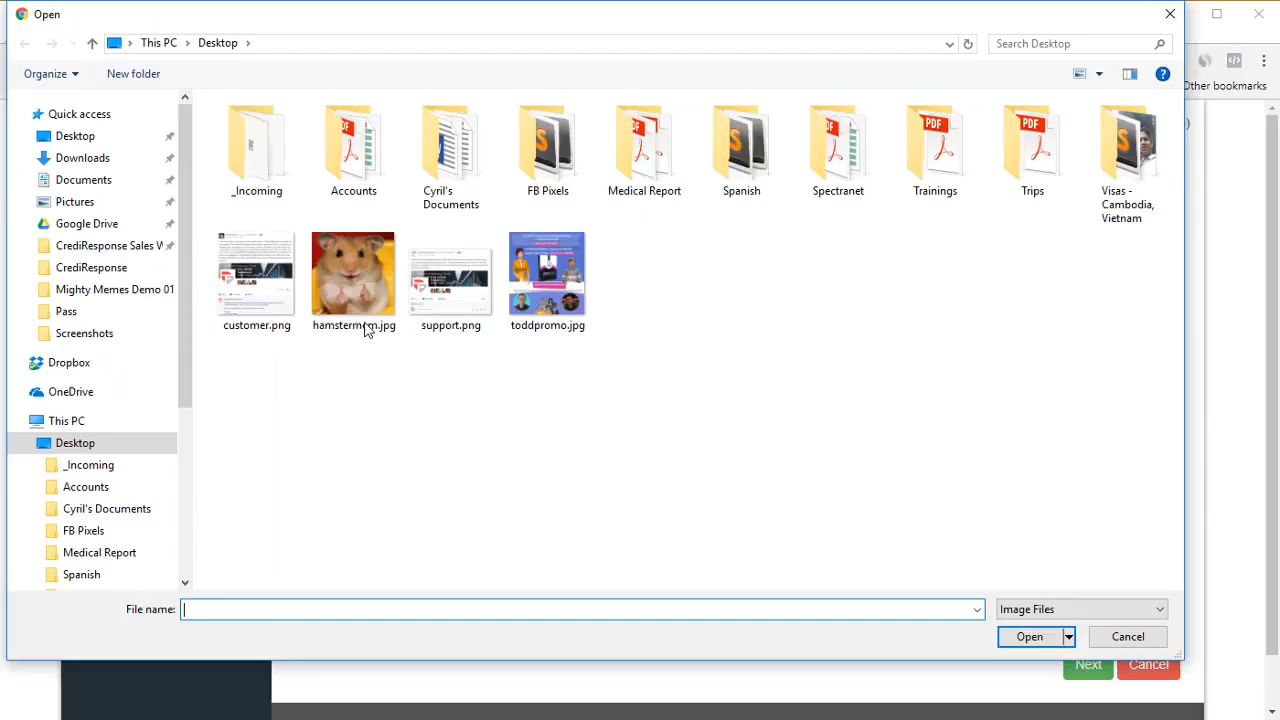 Open
This PC
Desktop
Search Desktop
Organize
New folder
Other bookmarks
Quick access
Desktop
Downloads
Documents
Pictures
Google Drive
CrediResponse Sales W
CrediResponse
Mighty Memes Demo 01
Pass
Screenshots
Dropbox
OneDrive
This PC
Desktop
_Incoming
Accounts
Cyril's Documents
FB Pixels
Medical Report
Spanish
_Incoming
Accounts
Cyril's
Documents
FB Pixels
Medical Report
Spanish
Spectranet
Trainings
Trips
Visas -
Cambodia,
Vietnam
customer.png
hamstermom.jpg
support.png
toddpromo.jpg
File name:
Image Files
Open
Cancel
Next
Cancel